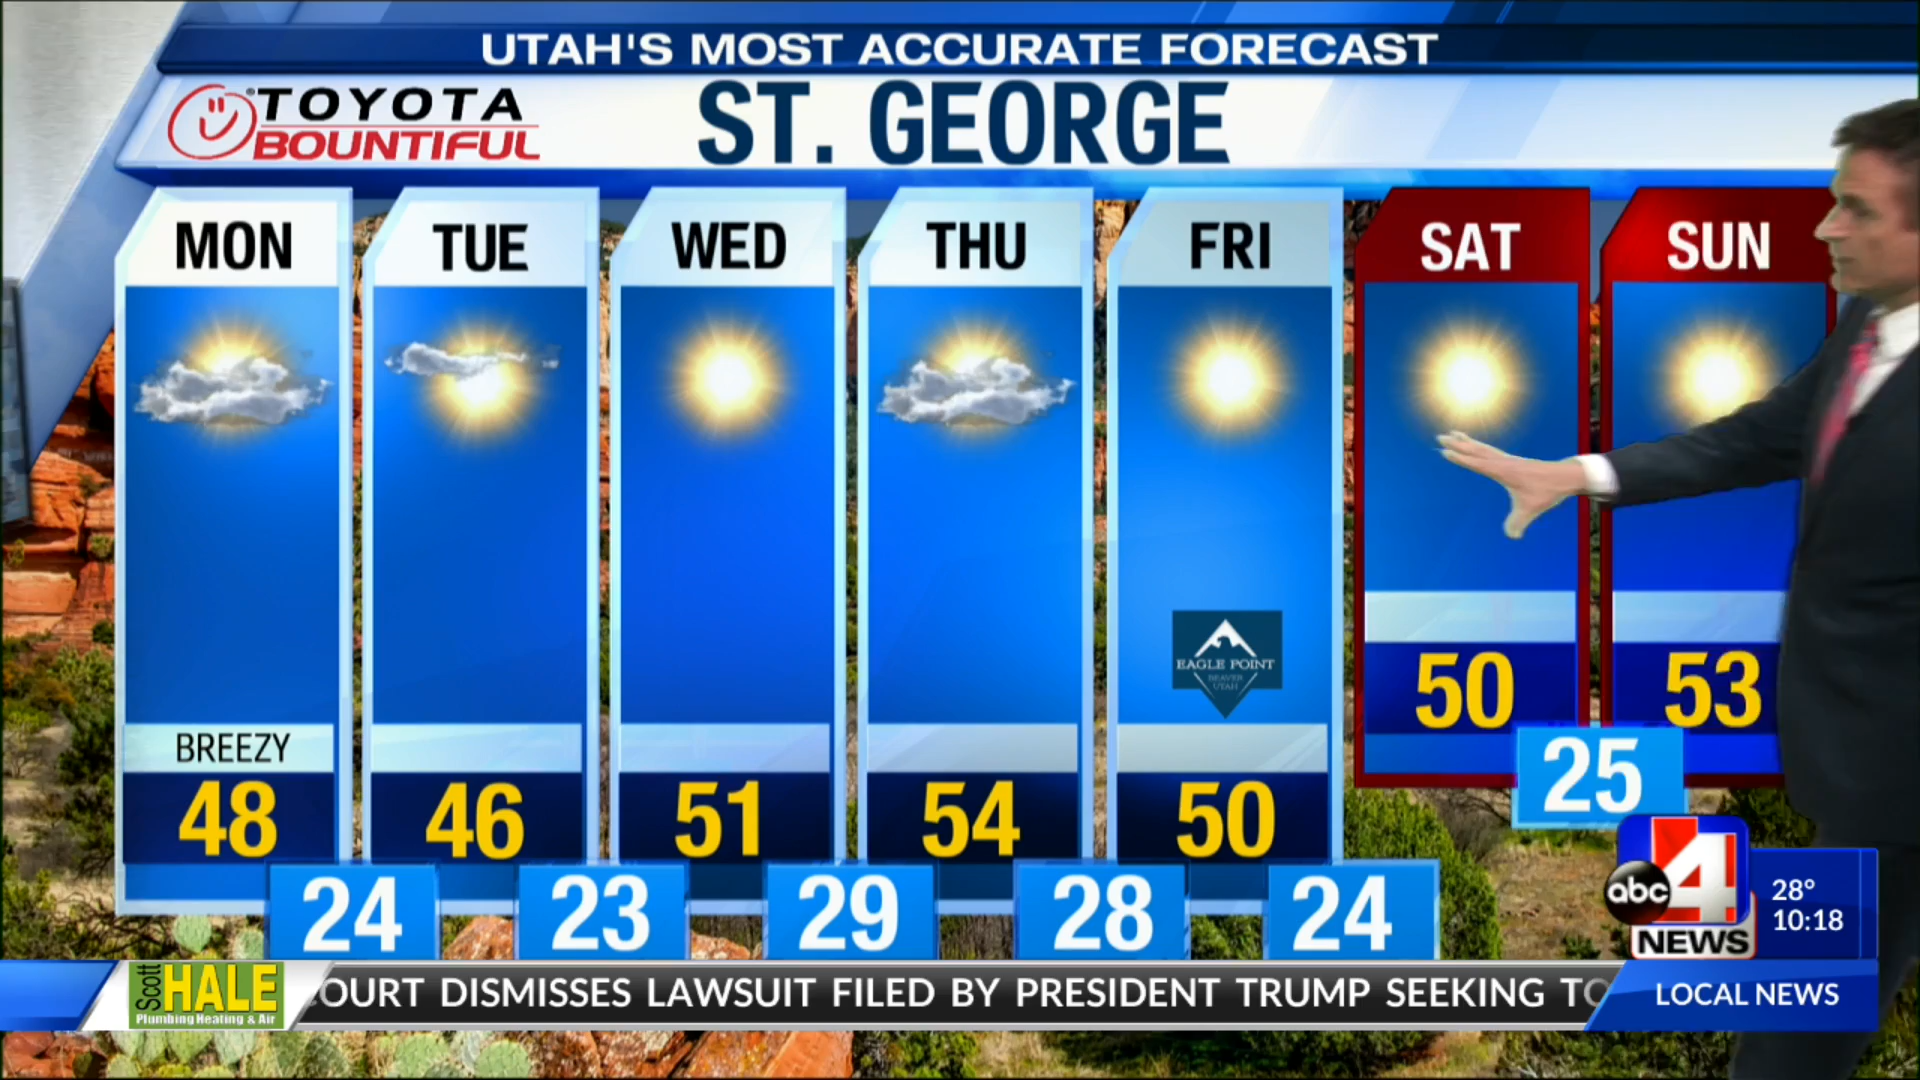 UTAH'S MOST ACCURATE FORECAST
TOYOTA
BOUNTIFUL
ST. GEORGE
MON
TUE
WED
THU
FRI
SAT
SUN
EAGLE POINT
BEAVER
UTAH
BREEZY
48
46
51
54
50
50
53
24
23
29
28
24
25
abc
4
NEWS
28°
10:18
Scott
HALE
Plumbing Heating & Air
OURT DISMISSES LAWSUIT FILED BY PRESIDENT TRUMP SEEKING TO
LOCAL NEWS